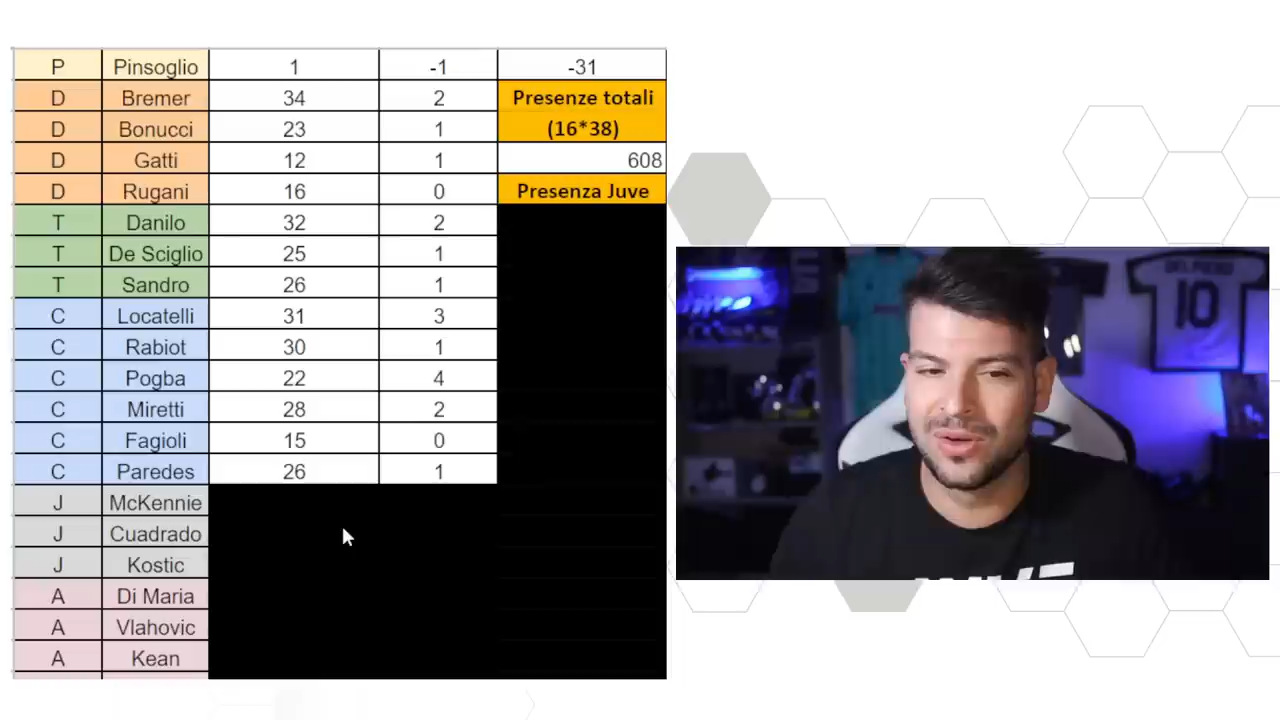 P Pinsoglio 1 -1 -31
D Bremer 34 2 Presenze totali
D Bonucci 23 1 (16*38)
D Gatti 12 1 608
D Rugani 16 0 Presenza Juve
T Danilo 32 2
T De Sciglio 25 1
T Sandro 26 1
C Locatelli 31 3
C Rabiot 30 1
C Pogba 22 4
C Miretti 28 2
C Fagioli 15 0
C Paredes 26 1
J McKennie
J Cuadrado
J Kostic
A Di Maria
A Vlahovic
A Kean
DEL PIERO
10